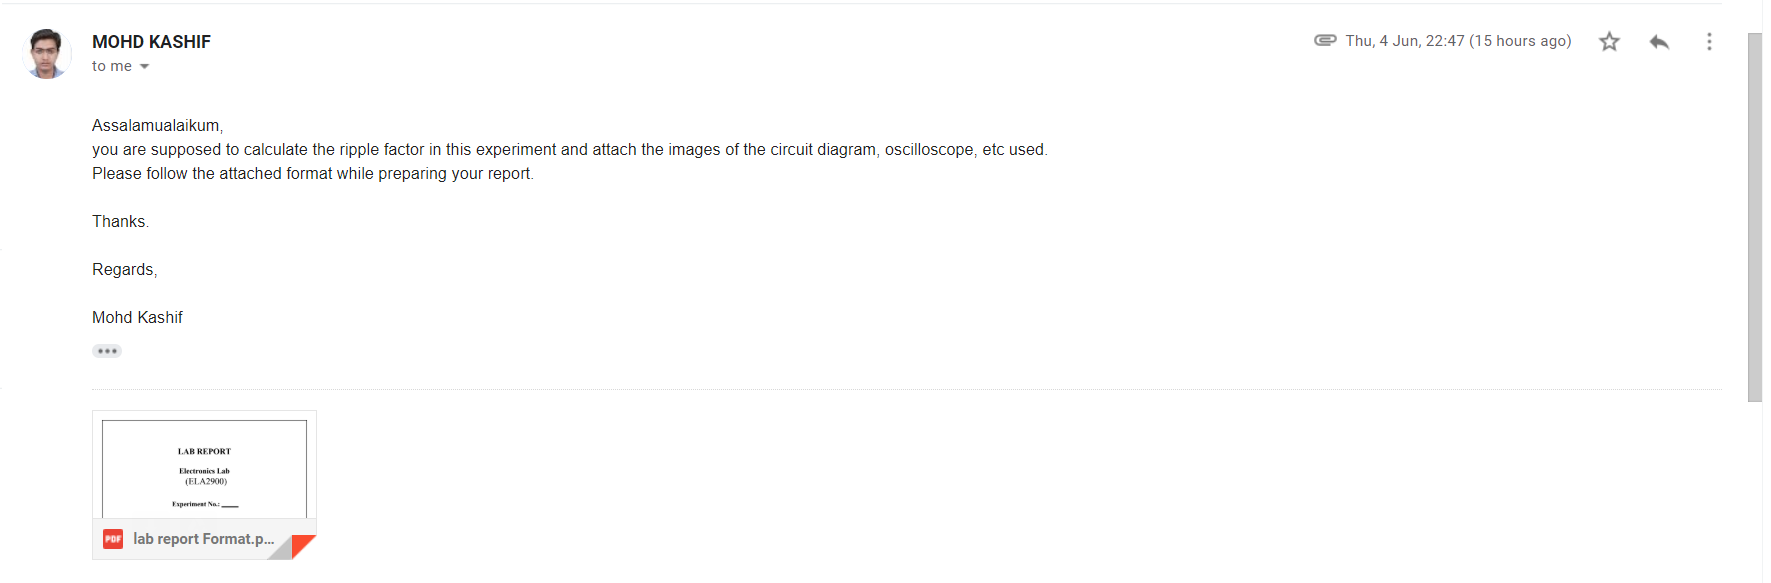 MOHD KASHIF
Thu, 4 Jun, 22:47 (15 hours ago)
to me
Assalamualaikum,
you are supposed to calculate the ripple factor in this experiment and attach the images of the circuit diagram, oscilloscope, etc used.
Please follow the attached format while preparing your report.
Thanks.
Regards,
Mohd Kashif
LAB REPORT
Electronics Lab
(ELA2900)
Experiment No.: ____
PDF lab report Format.p...